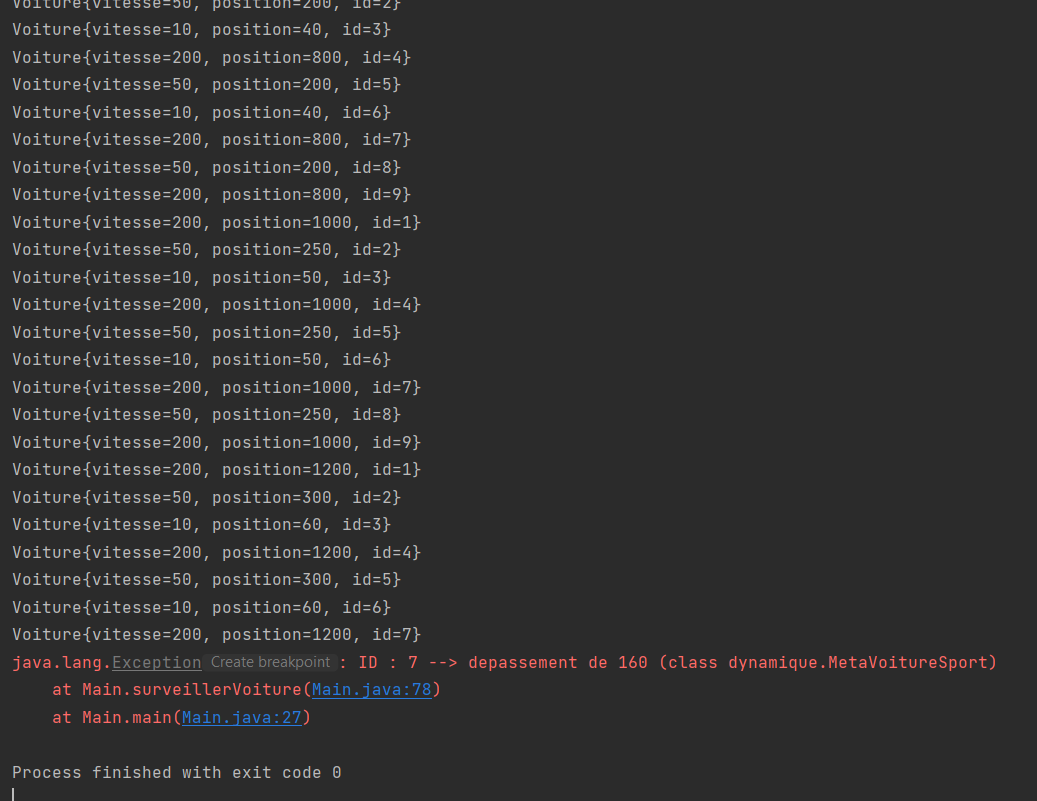 Voiture{vitesse=50, position=200, id=2}
Voiture{vitesse=10, position=40, id=3}
Voiture{vitesse=200, position=800, id=4}
Voiture{vitesse=50, position=200, id=5}
Voiture{vitesse=10, position=40, id=6}
Voiture{vitesse=200, position=800, id=7}
Voiture{vitesse=50, position=200, id=8}
Voiture{vitesse=200, position=800, id=9}
Voiture{vitesse=200, position=1000, id=1}
Voiture{vitesse=50, position=250, id=2}
Voiture{vitesse=10, position=50, id=3}
Voiture{vitesse=200, position=1000, id=4}
Voiture{vitesse=50, position=250, id=5}
Voiture{vitesse=10, position=50, id=6}
Voiture{vitesse=200, position=1000, id=7}
Voiture{vitesse=50, position=250, id=8}
Voiture{vitesse=200, position=1000, id=9}
Voiture{vitesse=200, position=1200, id=1}
Voiture{vitesse=50, position=300, id=2}
Voiture{vitesse=10, position=60, id=3}
Voiture{vitesse=200, position=1200, id=4}
Voiture{vitesse=50, position=300, id=5}
Voiture{vitesse=10, position=60, id=6}
Voiture{vitesse=200, position=1200, id=7}
java.lang.Exception Create breakpoint : ID : 7 --> depassement de 160 (class dynamique.MetaVoitureSport)
at Main.surveillerVoiture(Main.java:78)
at Main.main(Main.java:27)
Process finished with exit code 0